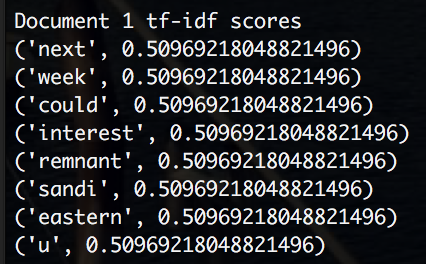 Document 1 tf-idf scores
('next', 0.50969218048821496)
('week', 0.50969218048821496)
('could', 0.50969218048821496)
('interest', 0.50969218048821496)
('remnant', 0.50969218048821496)
('sandi', 0.50969218048821496)
('eastern', 0.50969218048821496)
('u', 0.50969218048821496)